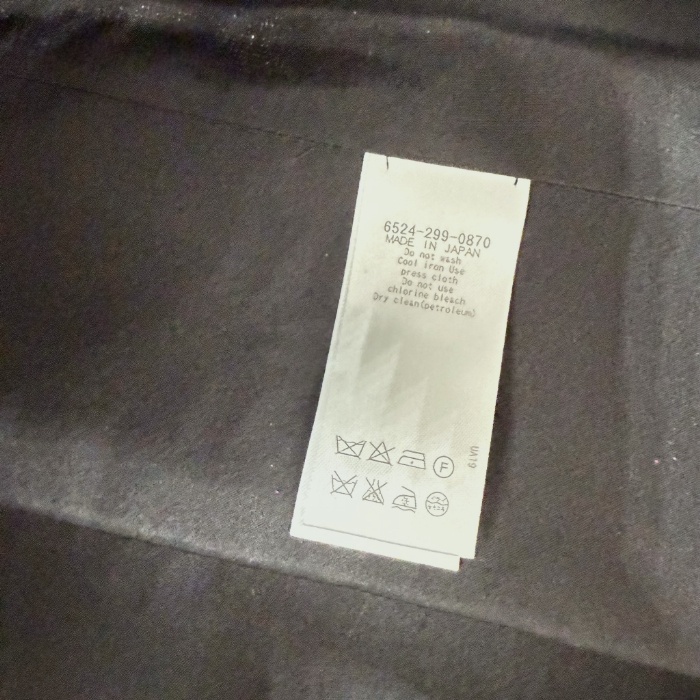 6524-299-0870
MADE IN JAPAN
Do not wash
Cool iron Use
press cloth
Do not use
chlorine bleach
Dry clean(petroleum)
F
UA19